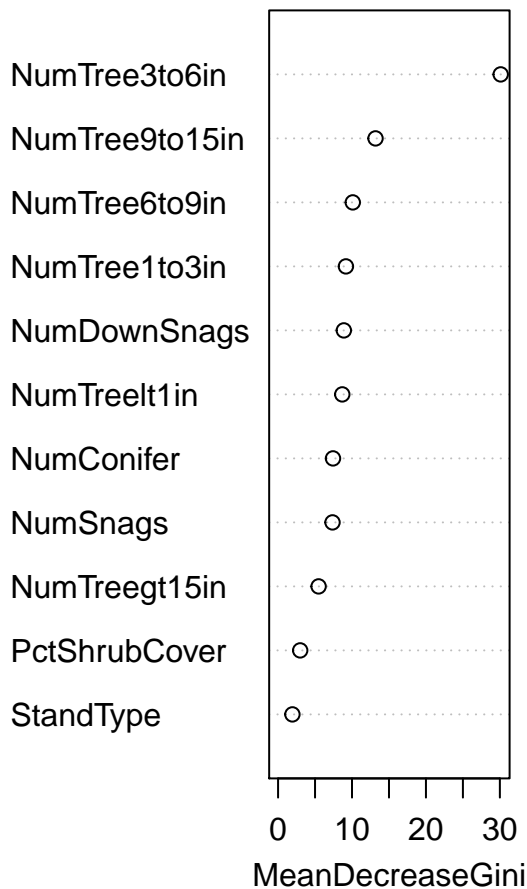 NumTree3to6in
NumTree9to15in
NumTree6to9in
NumTree1to3in
NumDownSnags
NumTreelt1in
NumConifer
NumSnags
NumTreegt15in
PctShrubCover
StandType
0 10 20 30
MeanDecreaseGini